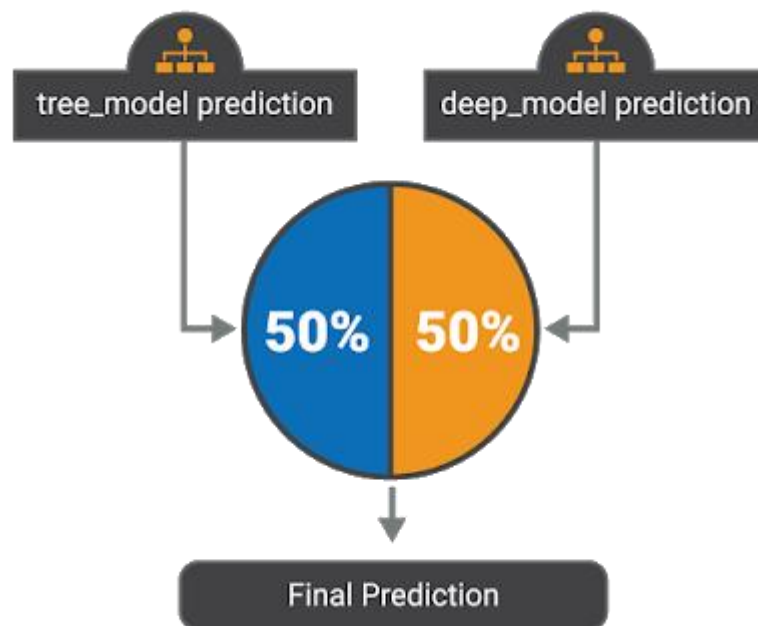 tree_model prediction
deep_model prediction
50%
50%
Final Prediction